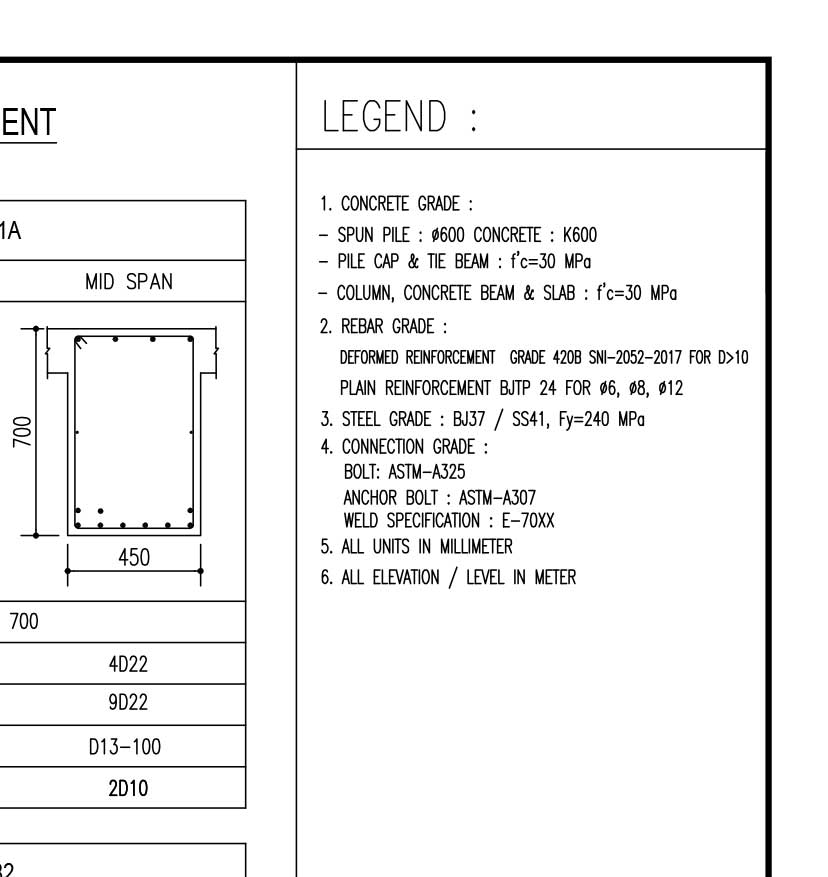 ENT
1A
MID SPAN
700
450
700
4D22
9D22
D13-100
2D10
LEGEND :
1. CONCRETE GRADE :
- SPUN PILE : ø600 CONCRETE : K600
- PILE CAP & TIE BEAM : f'c=30 MPa
- COLUMN, CONCRETE BEAM & SLAB : f'c=30 MPa
2. REBAR GRADE :
DEFORMED REINFORCEMENT GRADE 420B SNI-2052-2017 FOR D>10
PLAIN REINFORCEMENT BJTP 24 FOR ø6, ø8, ø12
3. STEEL GRADE : BJ37 / SS41, Fy=240 MPa
4. CONNECTION GRADE :
BOLT: ASTM-A325
ANCHOR BOLT : ASTM-A307
WELD SPECIFICATION : E-70XX
5. ALL UNITS IN MILLIMETER
6. ALL ELEVATION / LEVEL IN METER